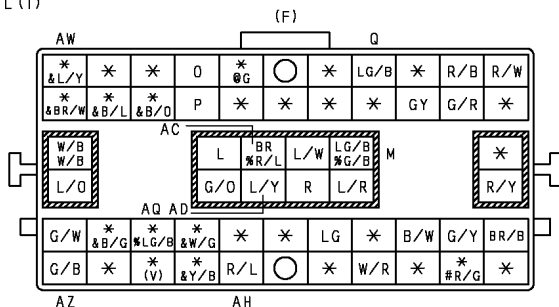 L(T)
(F)
AW Q
* &L/Y * * O * @G * LG/B * R/B R/W
* &BR/W * &B/L * &B/O P * * * * GY G/R *
AC
W/B W/B L BR %R/L L/W LG/B %G/B M *
L/O G/O L/Y R L/R R/Y
AQ AD
G/W * &B/G * %LG/B * &W/G * * LG * B/W G/Y BR/B
G/B * * (V) * &Y/B R/L * W/R * * #R/G *
AZ AH